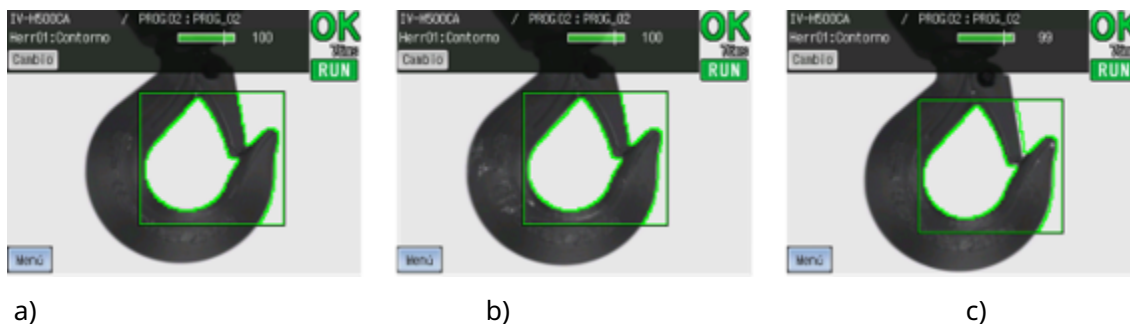 IV-H500CA / PROG02:PROG_02 OK
Herr01:Contorno 100
Cambio RUN
Menú
IV-H500CA / PROG02:PROG_02 OK
Herr01:Contorno 100
Cambio RUN
Menú
IV-H500CA / PROG02:PROG_02 OK
Herr01:Contorno 99
Cambio RUN
Menú
a) b) c)